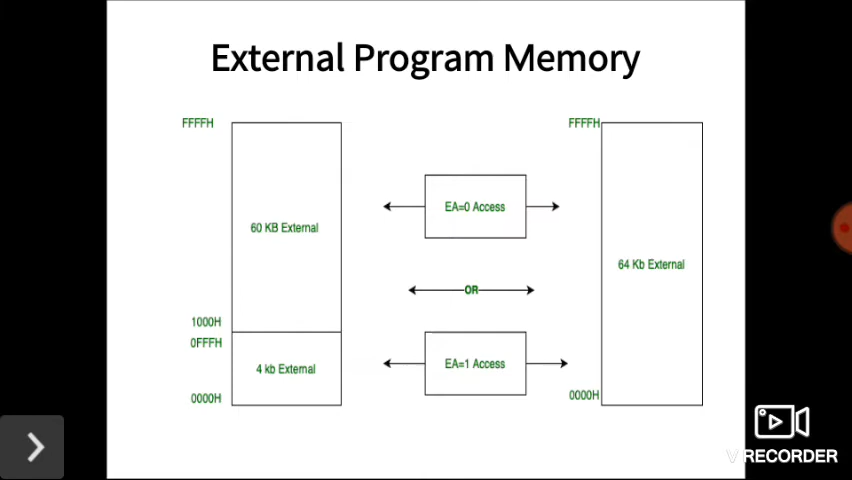 External Program Memory
FFFFH
FFFFH
EA=0 Access
60 KB External
64 Kb External
OR
1000H
0FFFH
4 kb External
EA=1 Access
0000H
0000H
V RECORDER